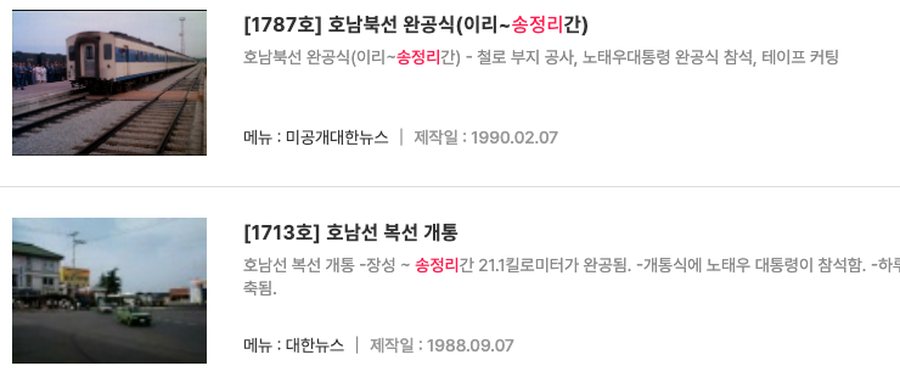 [1787호] 호남북선 완공식(이리~송정리간)
호남북선 완공식(이리~송정리간) - 철로 부지 공사, 노태우대통령 완공식 참석, 테이프 커팅
메뉴 : 미공개대한뉴스 | 제작일 : 1990.02.07
[1713호] 호남선 복선 개통
호남선 복선 개통 -장성 ~ 송정리간 21.1킬로미터가 완공됨. -개통식에 노태우 대통령이 참석함. -하루
축됨.
메뉴 : 대한뉴스 | 제작일 : 1988.09.07